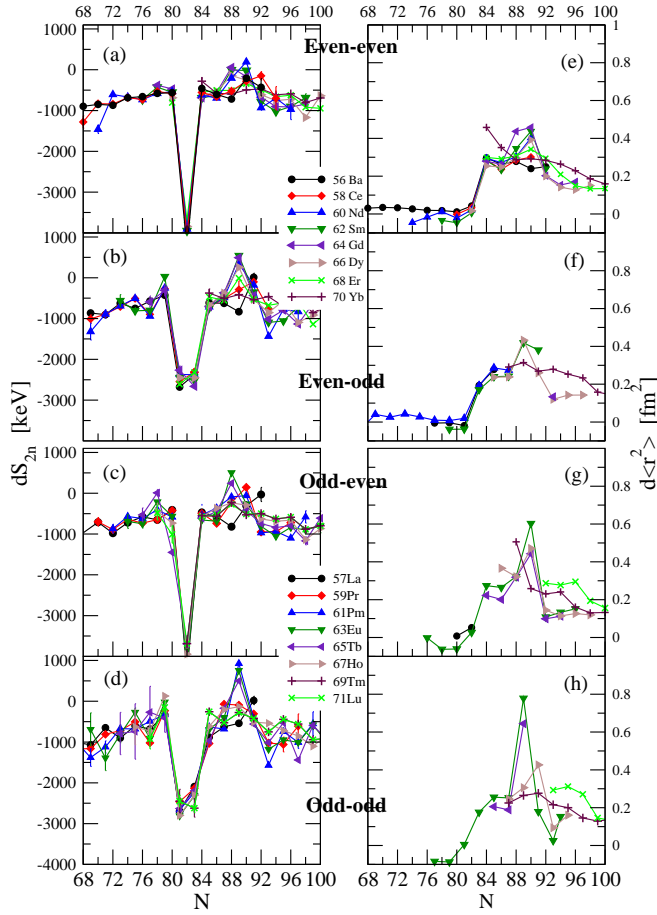 68 72 76 80 84 88 92 96 100
68 72 76 80 84 88 92 96 100
(a)
Even-even
(e)
1000
0
-1000
-2000
-3000
1
0.8
0.6
0.4
0.2
0
56 Ba
58 Ce
60 Nd
62 Sm
64 Gd
66 Dy
68 Er
70 Yb
(b)
Even-odd
(f)
1000
0
-1000
-2000
-3000
0.8
0.6
0.4
0.2
0
dS2n [keV]
d<r²> [fm²]
(c)
Odd-even
(g)
1000
0
-1000
-2000
-3000
0.8
0.6
0.4
0.2
0
57La
59Pr
61Pm
63Eu
65Tb
67Ho
69Tm
71Lu
(d)
Odd-odd
(h)
1000
0
-1000
-2000
-3000
-4000
0.8
0.6
0.4
0.2
0
68 72 76 80 84 88 92 96 100
68 72 76 80 84 88 92 96 100
N
N